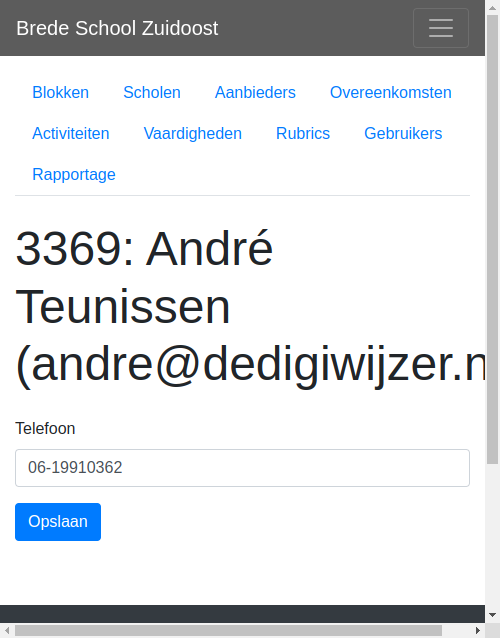 Brede School Zuidoost
Blokken Scholen Aanbieders Overeenkomsten
Activiteiten Vaardigheden Rubrics Gebruikers
Rapportage
3369: André
Teunissen
(andre@dedigiwijzer.n
Telefoon
06-19910362
Opslaan